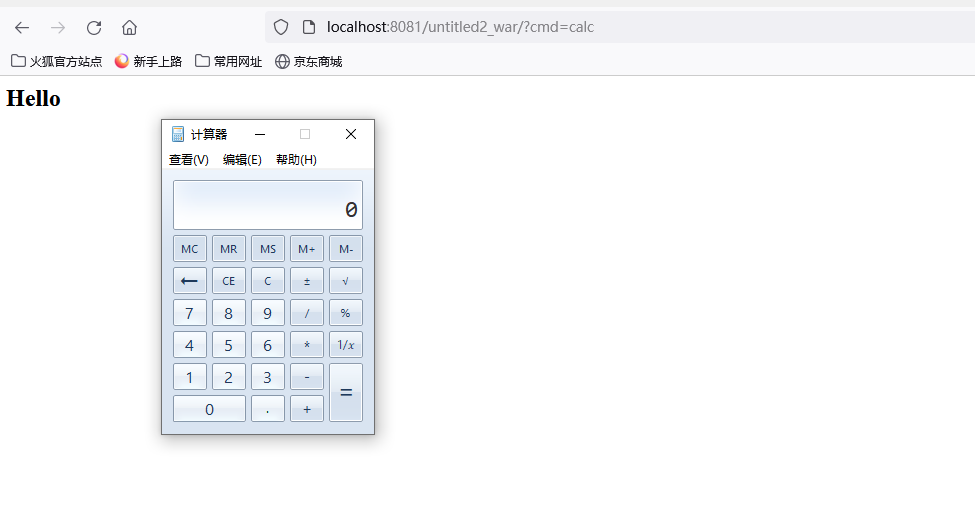 localhost:8081/untitled2_war/?cmd=calc
火狐官方站点 新手上路 常用网址 京东商城
Hello
计算器
查看(V) 编辑(E) 帮助(H)
0
MC MR MS M+ M-
← CE C ± √
7 8 9 / %
4 5 6 * 1/x
1 2 3 - =
0 . +